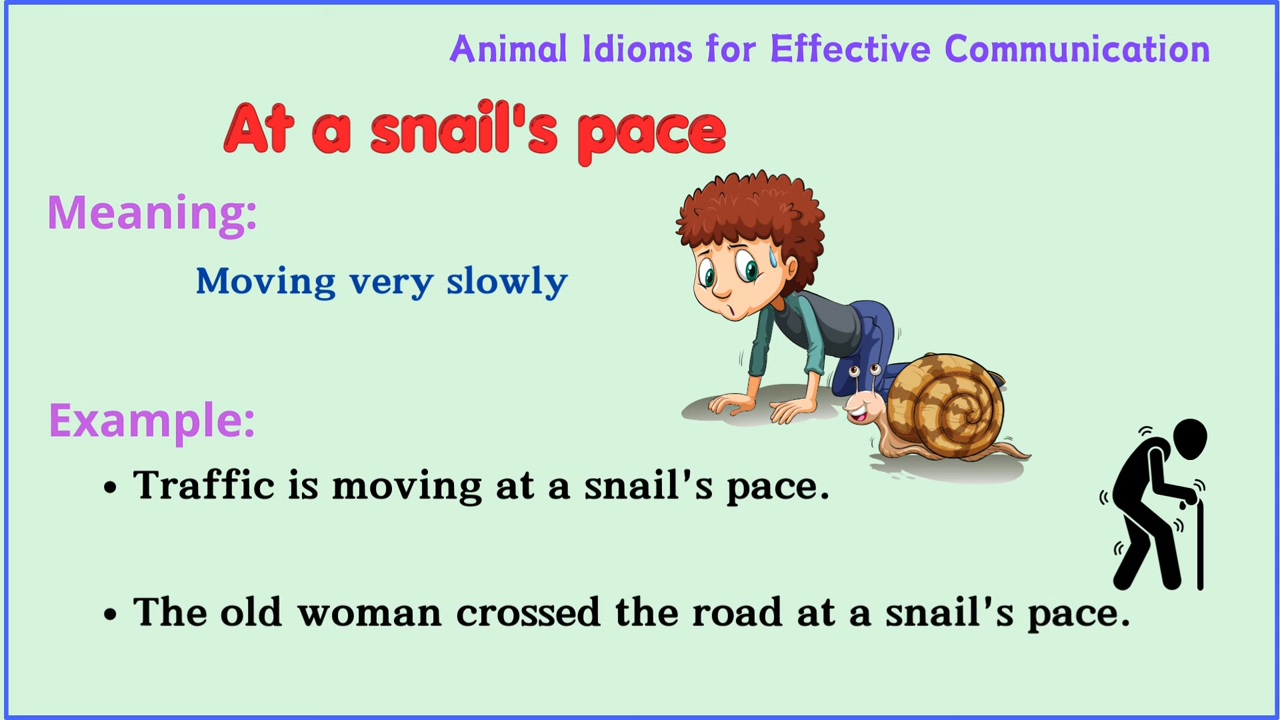 Animal Idioms for Effective Communication
At a snail's pace
Meaning:
Moving very slowly
Example:
• Traffic is moving at a snail's pace.
• The old woman crossed the road at a snail's pace.